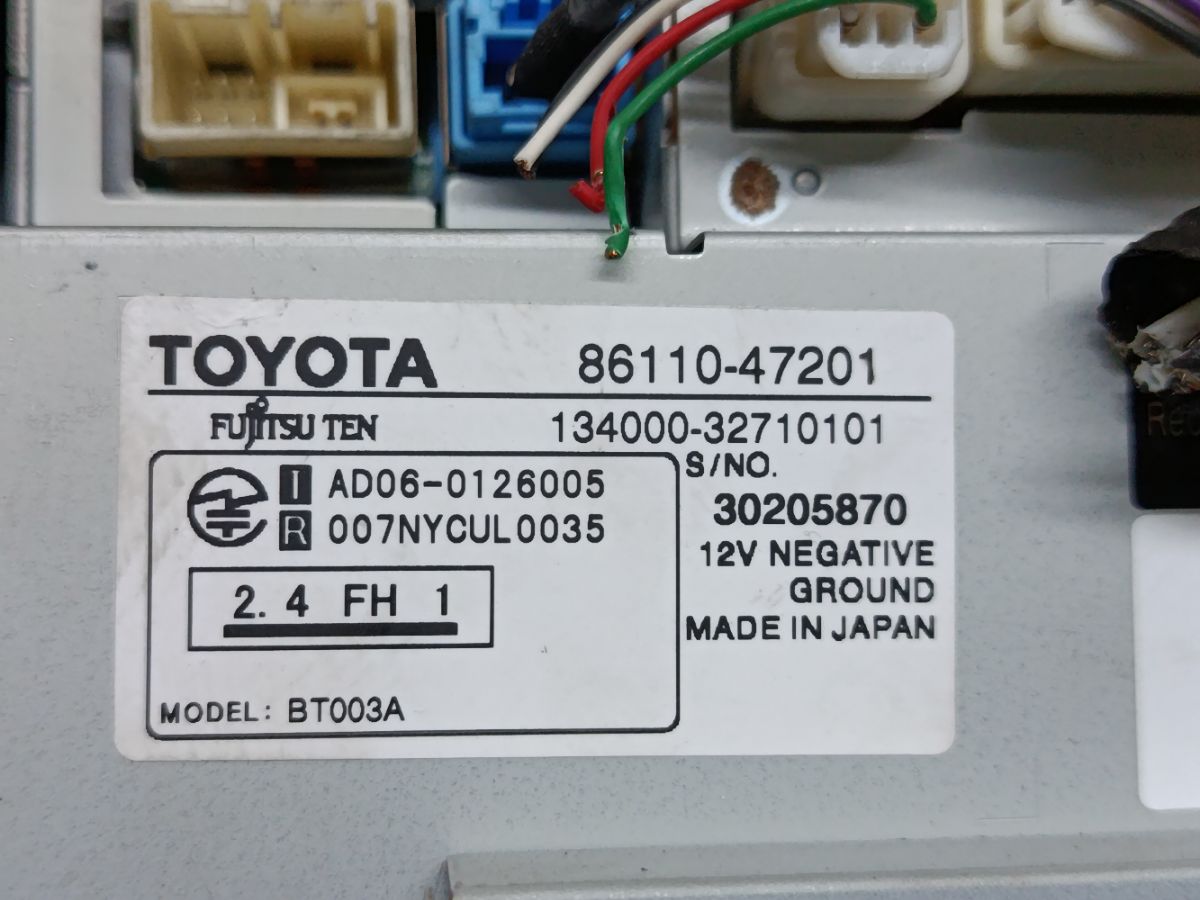 TOYOTA 86110-47201
FUJITSU TEN 134000-32710101
I AD06-0126005
R 007NYCUL0035
2.4 FH 1
MODEL: BT003A
S/NO.
30205870
12V NEGATIVE
GROUND
MADE IN JAPAN